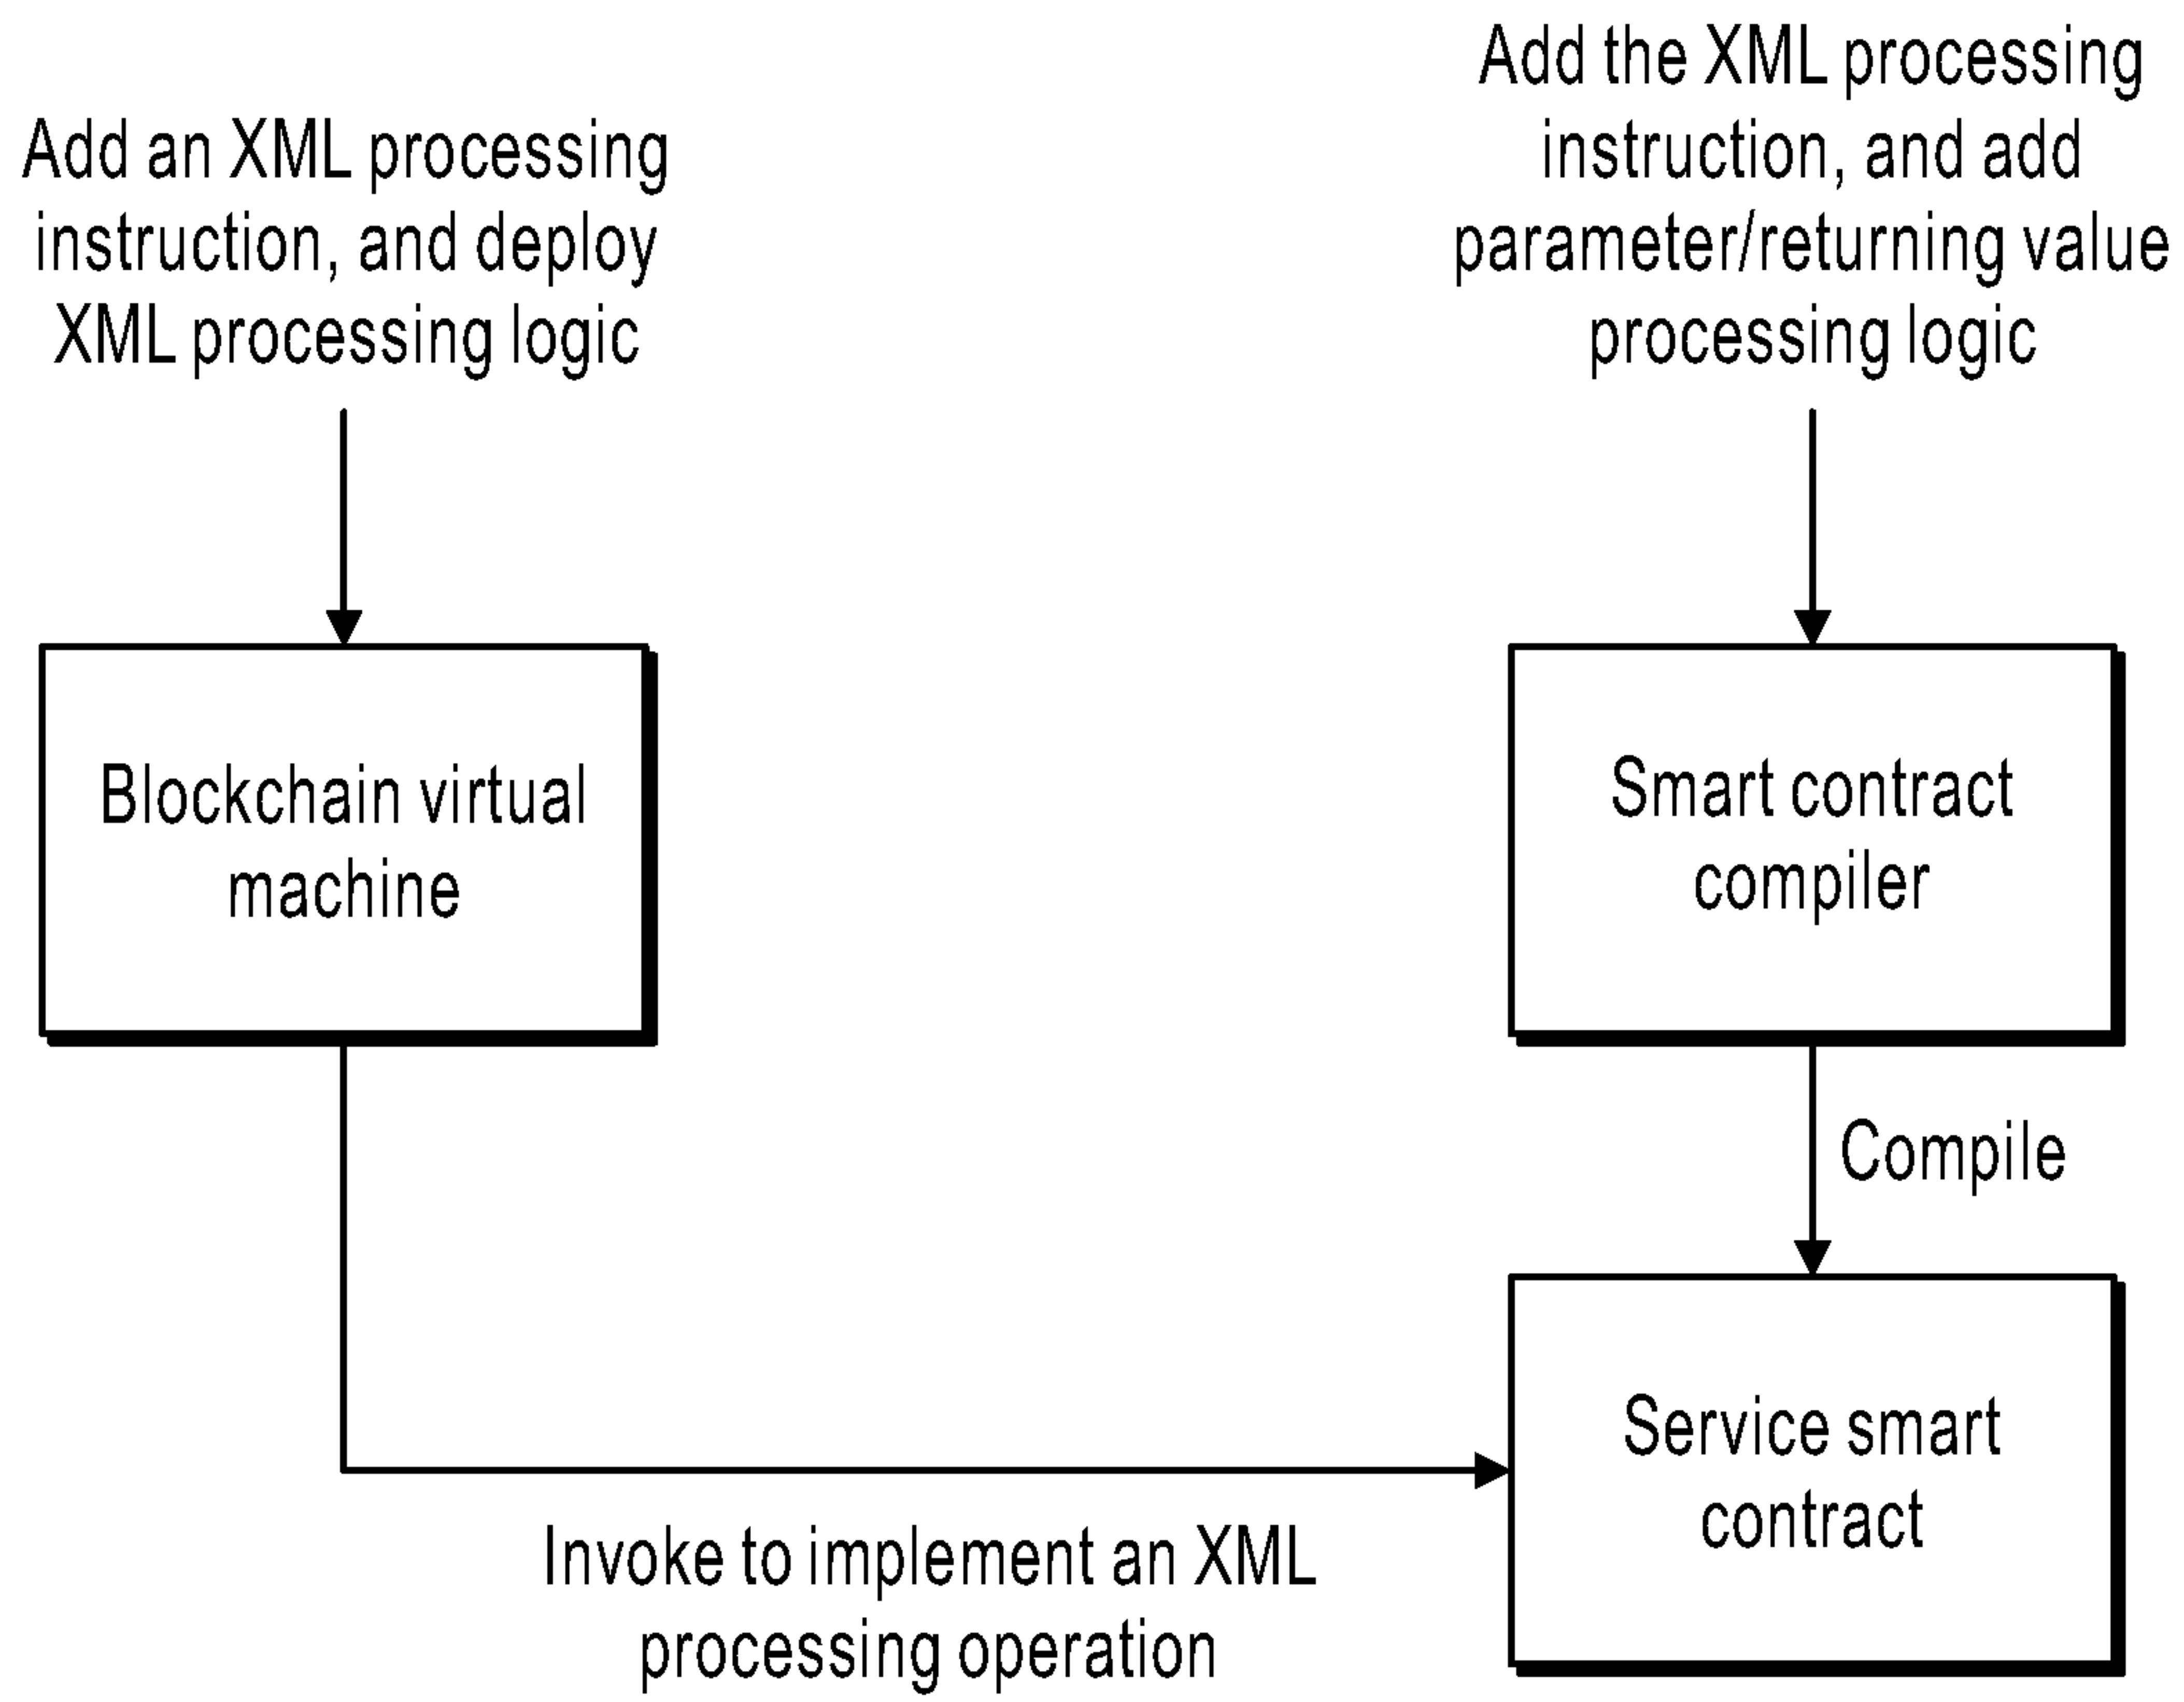 Add an XML processing
instruction, and deploy
XML processing logic
Add the XML processing
instruction, and add
parameter/returning value
processing logic
Blockchain virtual
machine
Smart contract
compiler
Compile
Service smart
contract
Invoke to implement an XML
processing operation